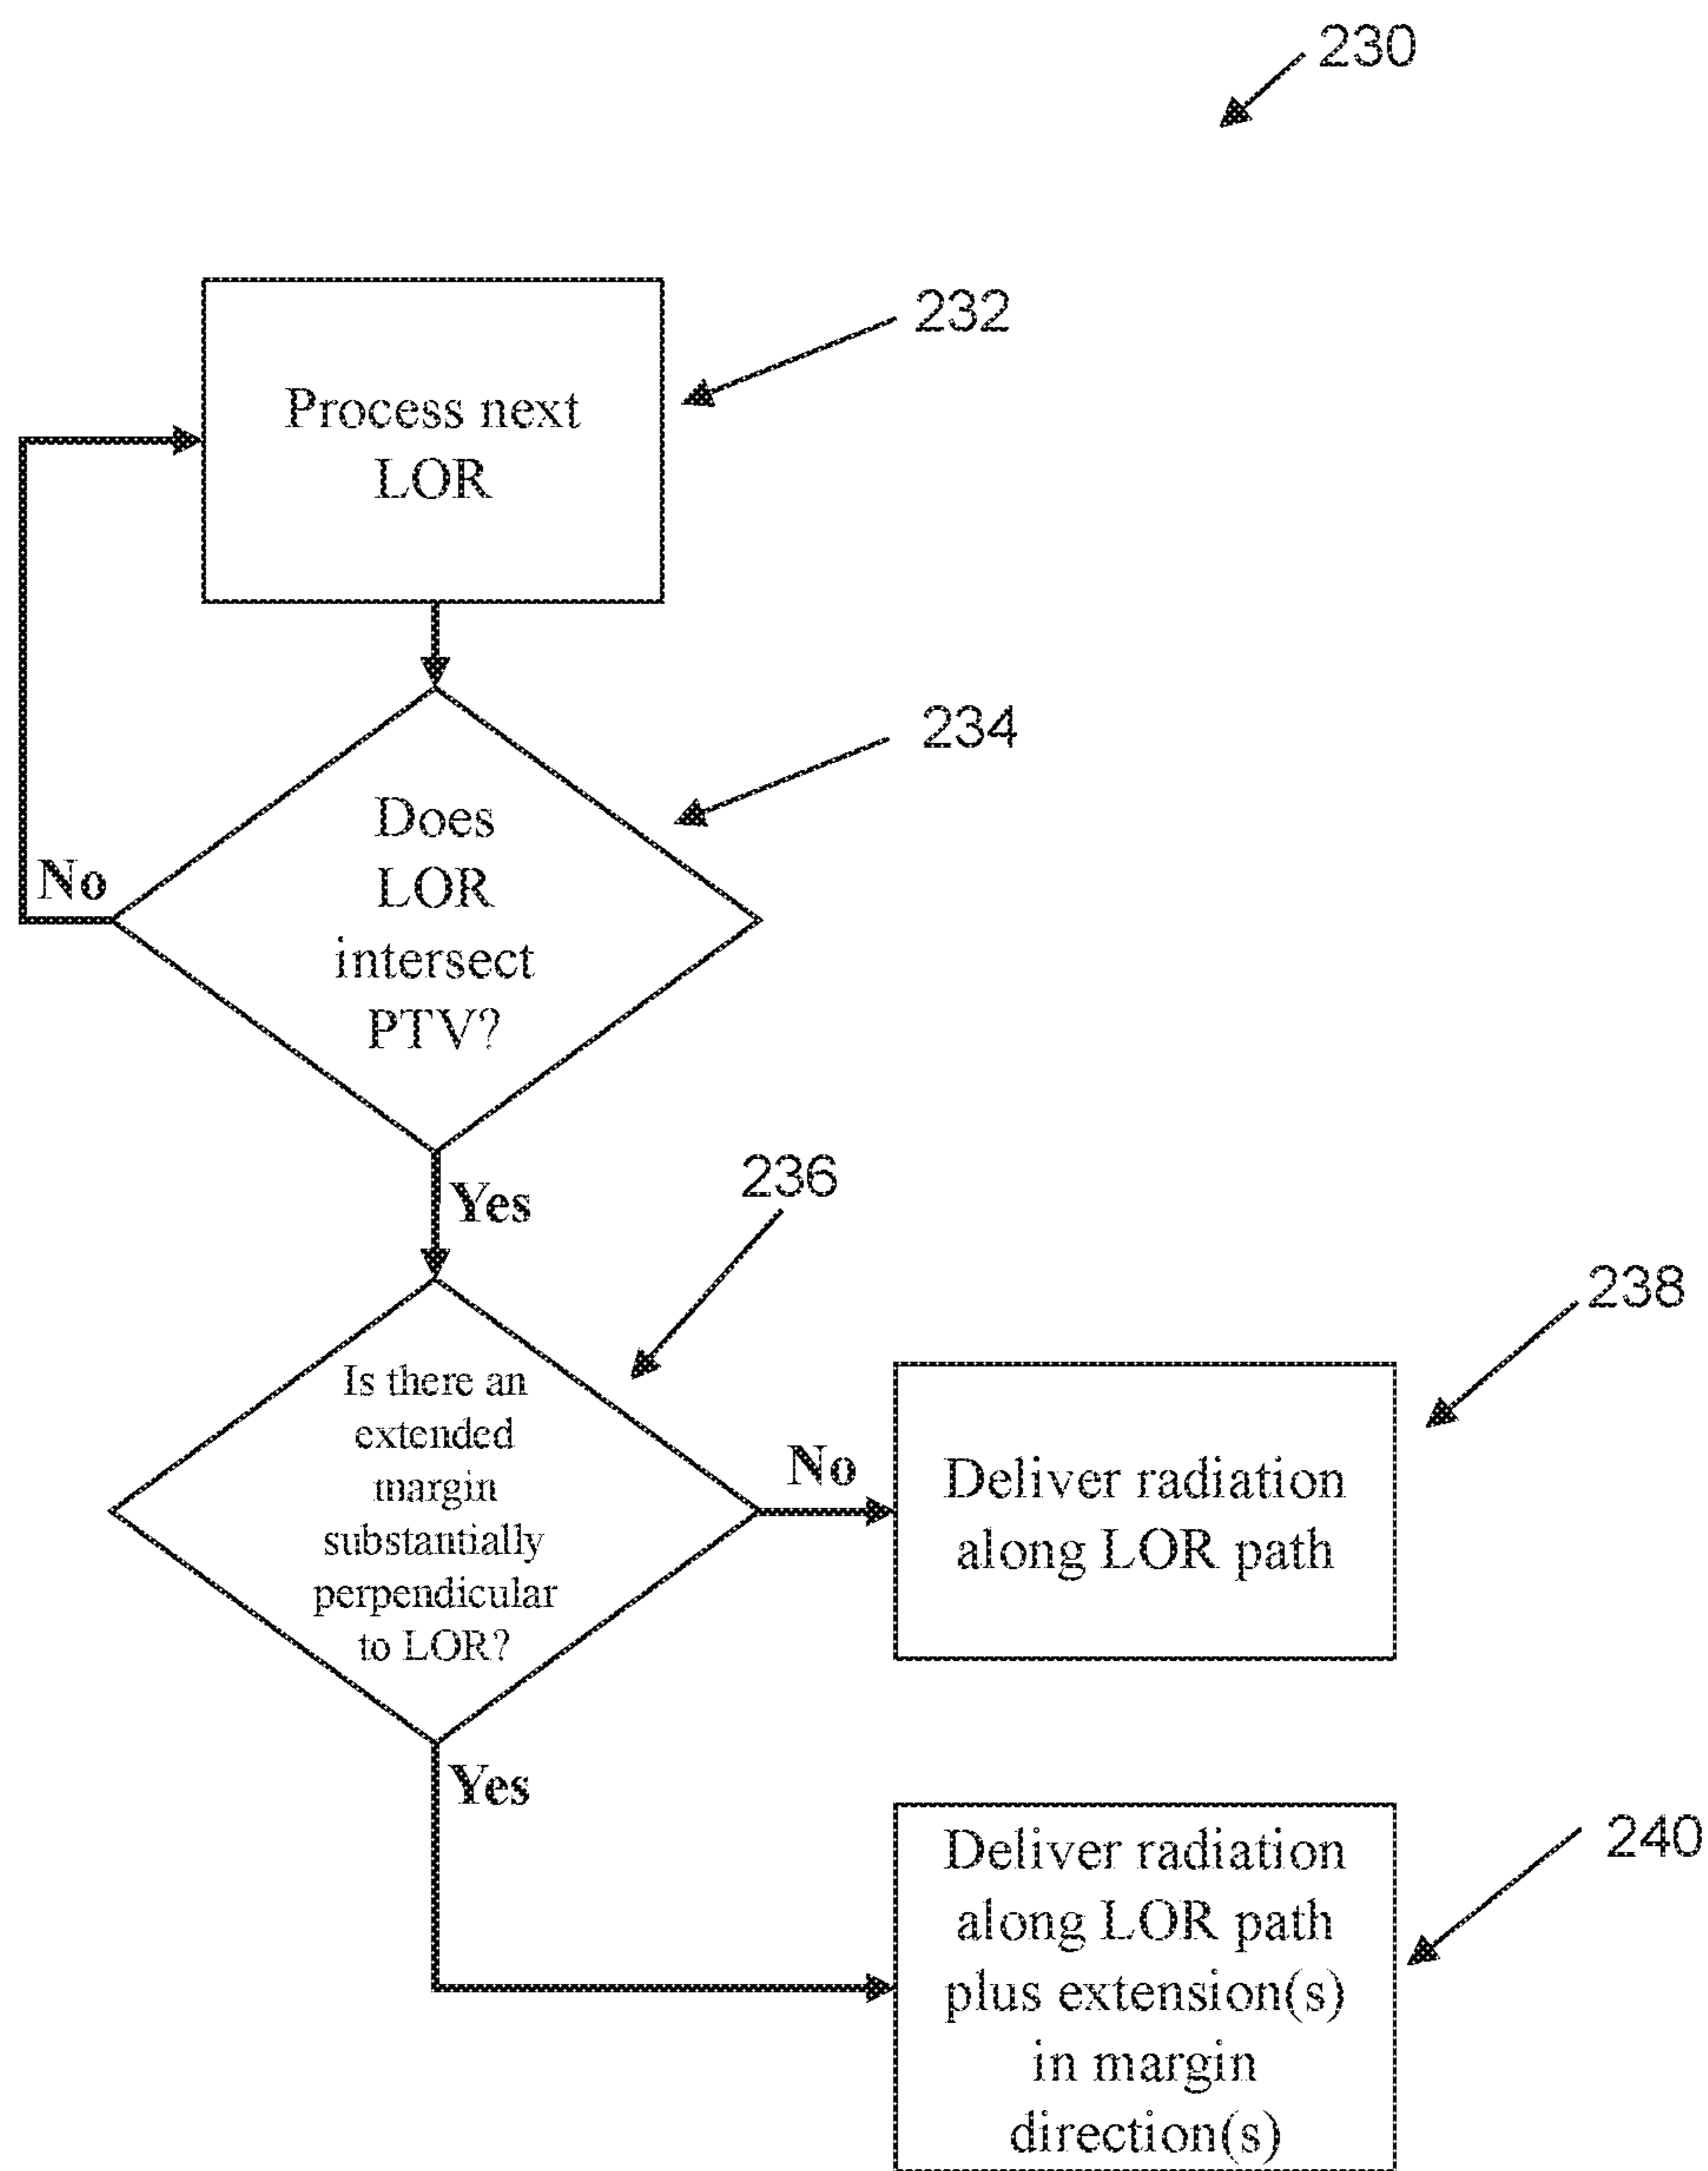 230
232
Process next
LOR
234
Does
LOR
intersect
PTV?
No
Yes
236
Is there an
extended
margin
substantially
perpendicular
to LOR?
No
238
Deliver radiation
along LOR path
Yes
240
Deliver radiation
along LOR path
plus extension(s)
in margin
direction(s)